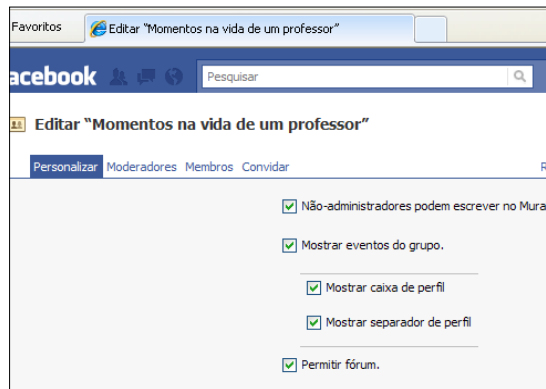 Favoritos
Editar "Momentos na vida de um professor"
acebook
Pesquisar
Editar “Momentos na vida de um professor”
Personalizar Moderadores Membros Convidar R
Não-administradores podem escrever no Mura
Mostrar eventos do grupo.
Mostrar caixa de perfil
Mostrar separador de perfil
Permitir fórum.